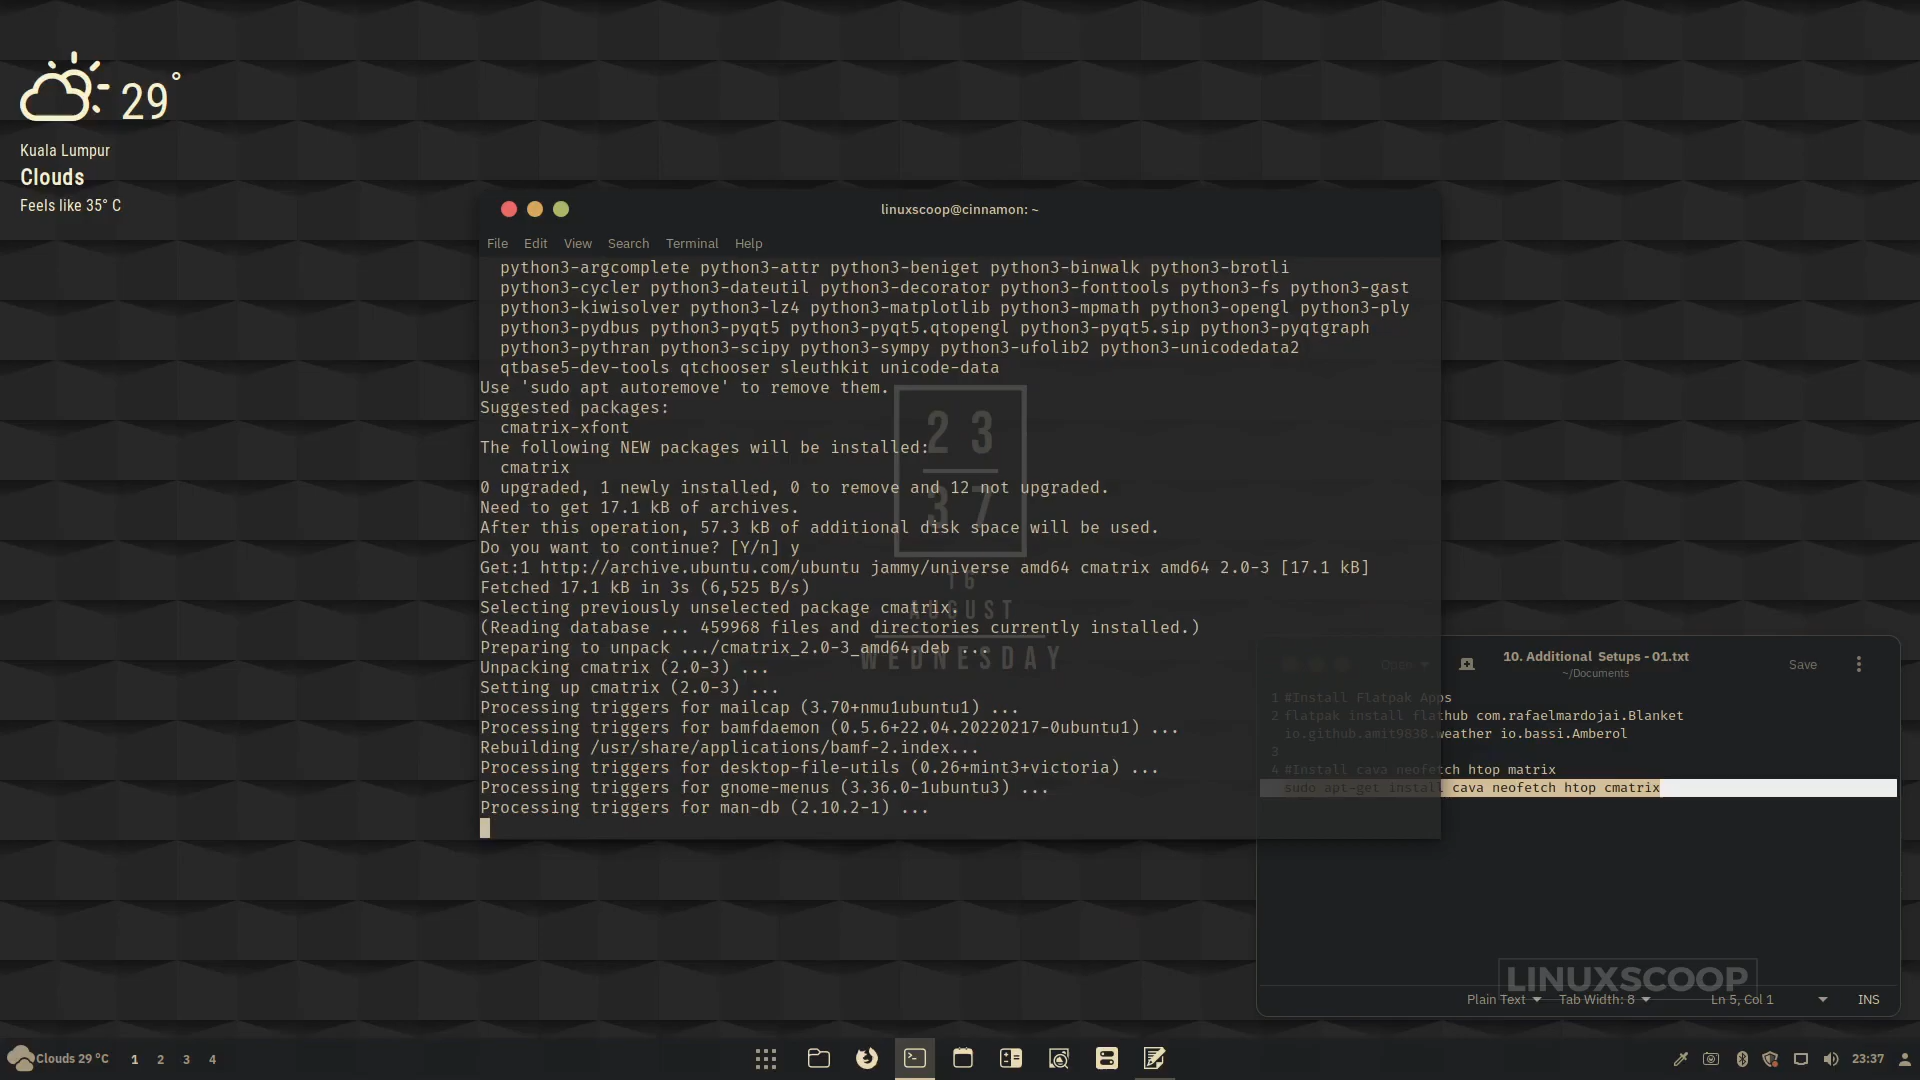 29°
Kuala Lumpur
Clouds
Feels like 35° C
linuxscoop@cinnamon: ~
File Edit View Search Terminal Help
python3-argcomplete python3-attr python3-beniget python3-binwalk python3-brotli
python3-cycler python3-dateutil python3-decorator python3-fonttools python3-fs python3-gast
python3-kiwisolver python3-lz4 python3-matplotlib python3-mpmath python3-opengl python3-ply
python3-pydbus python3-pyqt5 python3-pyqt5.qtopengl python3-pyqt5.sip python3-pyqtgraph
python3-pythran python3-scipy python3-sympy python3-ufolib2 python3-unicodedata2
qtbase5-dev-tools qtchooser sleuthkit unicode-data
Use 'sudo apt autoremove' to remove them.
Suggested packages:
cmatrix-xfont
The following NEW packages will be installed:
cmatrix
0 upgraded, 1 newly installed, 0 to remove and 12 not upgraded.
Need to get 17.1 kB of archives.
After this operation, 57.3 kB of additional disk space will be used.
Do you want to continue? [Y/n] y
Get:1 http://archive.ubuntu.com/ubuntu jammy/universe amd64 cmatrix amd64 2.0-3 [17.1 kB]
Fetched 17.1 kB in 3s (6,525 B/s)
Selecting previously unselected package cmatrix.
(Reading database ... 459968 files and directories currently installed.)
Preparing to unpack .../cmatrix_2.0-3_amd64.deb ...
Unpacking cmatrix (2.0-3) ...
Setting up cmatrix (2.0-3) ...
Processing triggers for mailcap (3.70+nmu1ubuntu1) ...
Processing triggers for bamfdaemon (0.5.6+22.04.20220217-0ubuntu1) ...
Rebuilding /usr/share/applications/bamf-2.index...
Processing triggers for desktop-file-utils (0.26+mint3+victoria) ...
Processing triggers for gnome-menus (3.36.0-1ubuntu3) ...
Processing triggers for man-db (2.10.2-1) ...
23
37
16
AUGUST
WEDNESDAY
Open
10. Additional Setups - 01.txt
~/Documents
Save
1 #Install Flatpak Apps
2 flatpak install flathub com.rafaelmardojai.Blanket
io.github.amit9838.weather io.bassi.Amberol
3
4 #Install cava neofetch htop matrix
sudo apt-get install cava neofetch htop cmatrix
LINUXSCOOP
Plain Text Tab Width: 8 Ln 5, Col 1 INS
Clouds 29 °C 1 2 3 4
23:37